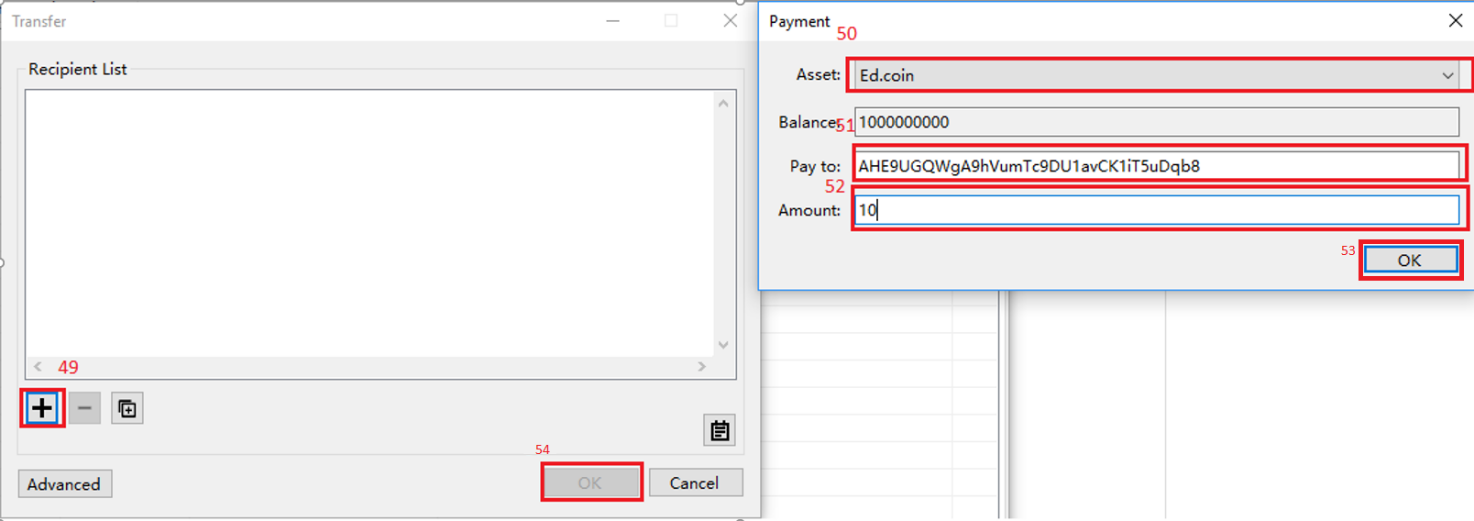 Transfer
Recipient List
49
54
Advanced
OK
Cancel
Payment
50
Asset: Ed.coin
Balance: 1000000000
51
Pay to: AHE9UGQWgA9hVumTc9DU1avCK1iT5uDqb8
52
Amount: 10
53
OK